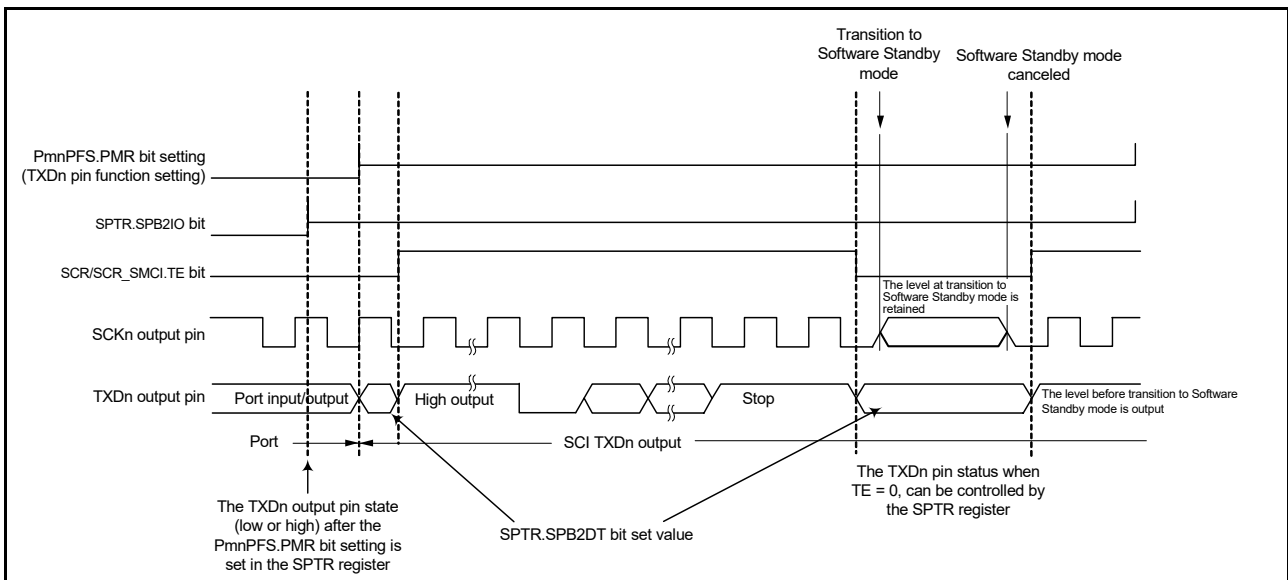 Transition to
Software Standby
mode
Software Standby mode
canceled
PmnPFS.PMR bit setting
(TXDn pin function setting)
SPTR.SPB2IO bit
SCR/SCR_SMCI.TE bit
The level at transition to
Software Standby mode is
retained
SCKn output pin
TXDn output pin
Port input/output
High output
Stop
The level before transition to Software
Standby mode is output
Port
SCI TXDn output
The TXDn output pin state
(low or high) after the
PmnPFS.PMR bit setting is
set in the SPTR register
SPTR.SPB2DT bit set value
The TXDn pin status when
TE = 0, can be controlled by
the SPTR register